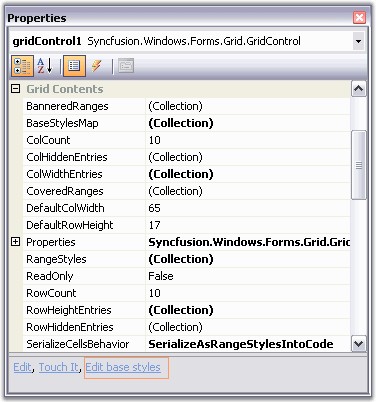 Properties
gridControl1 Syncfusion.Windows.Forms.Grid.GridControl
Grid Contents
BanneredRanges (Collection)
BaseStylesMap (Collection)
ColCount 10
ColHiddenEntries (Collection)
ColWidthEntries (Collection)
CoveredRanges (Collection)
DefaultColWidth 65
DefaultRowHeight 17
Properties Syncfusion.Windows.Forms.Grid.Gric
RangeStyles (Collection)
ReadOnly False
RowCount 10
RowHeightEntries (Collection)
RowHiddenEntries (Collection)
SerializeCellsBehavior SerializeAsRangeStylesIntoCode
Edit, Touch It, Edit base styles